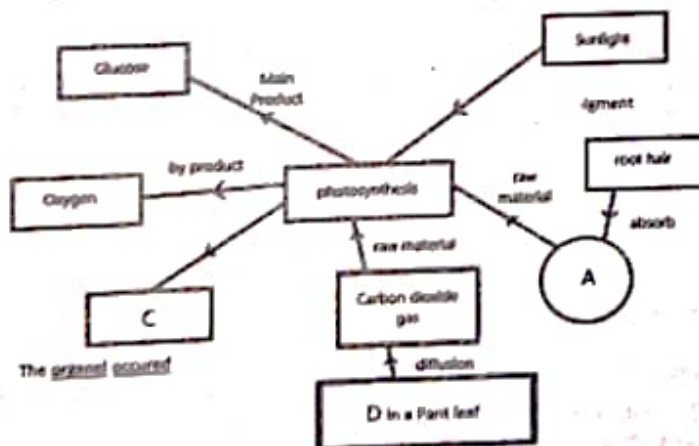 Glucose
Sunlight
Main
Product
igment
by product
root hair
Oxygen
photosynthesis
raw
material
absorb
raw material
A
C
Carbon dioxide
gas
The organel occured
diffusion
D in a Pant leaf